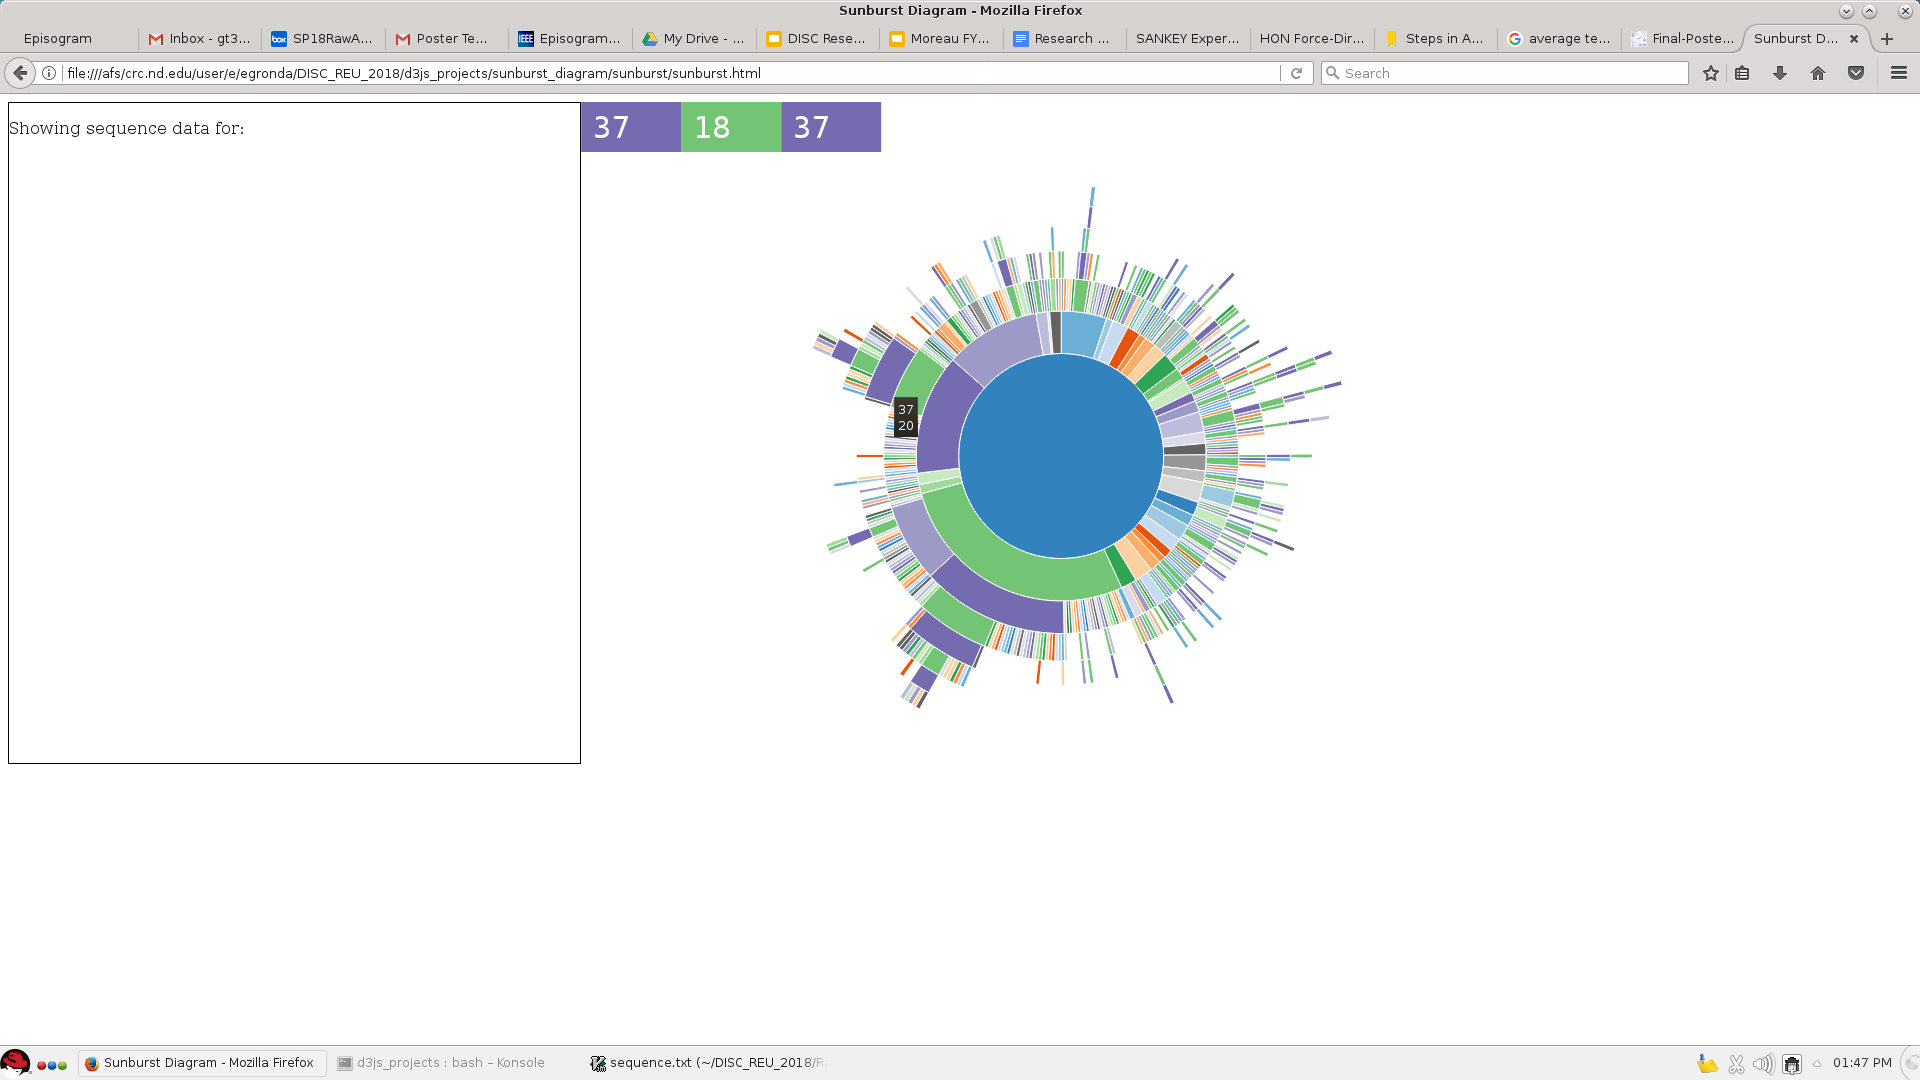 Sunburst Diagram - Mozilla Firefox
Episogram
Inbox - gt3...
SP18RawA...
Poster Te...
Episogram...
My Drive - ...
DISC Rese...
Moreau FY...
Research ...
SANKEY Exper...
HON Force-Dir...
Steps in A...
average te...
Final-Poste...
Sunburst D...
file:///afs/crc.nd.edu/user/e/egronda/DISC_REU_2018/d3js_projects/sunburst_diagram/sunburst/sunburst.html
Search
Showing sequence data for:
37 18 37
37
20
Sunburst Diagram - Mozilla Firefox
d3js_projects : bash – Konsole
sequence.txt (~/DISC_REU_2018/R
01:47 PM